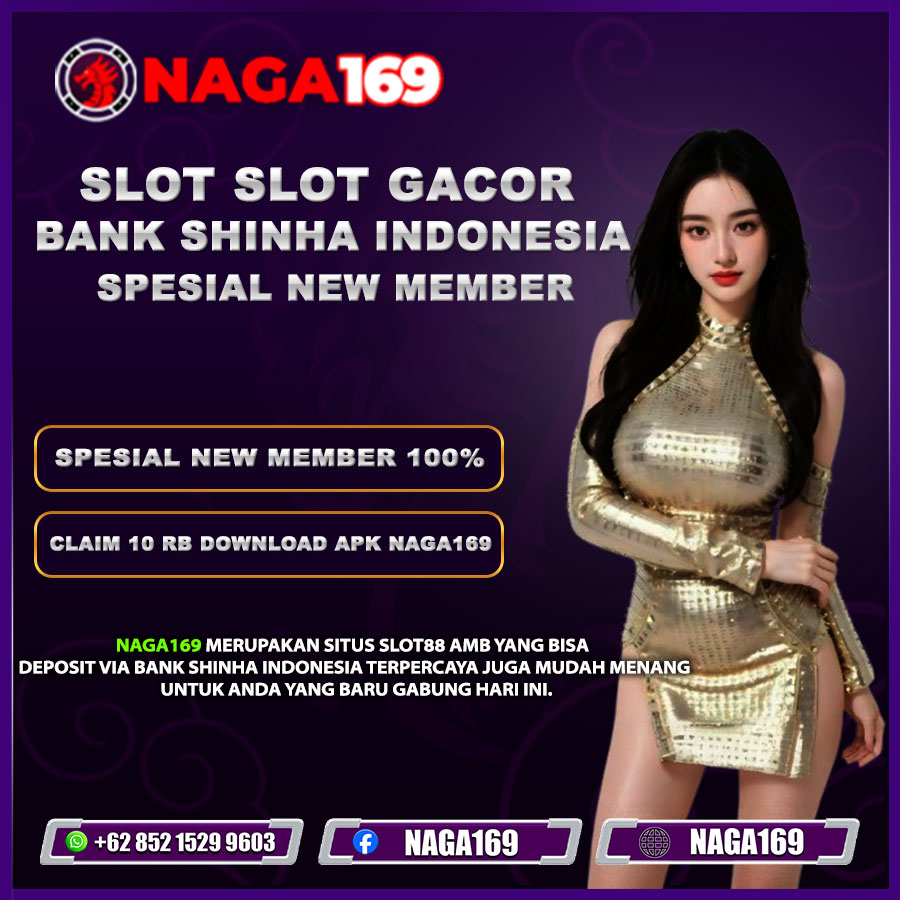 NAGA169
SLOT SLOT GACOR
BANK SHINHA INDONESIA
SPESIAL NEW MEMBER
SPESIAL NEW MEMBER 100%
CLAIM 10 RB DOWNLOAD APK NAGA169
NAGA169 MERUPAKAN SITUS SLOT88 AMB YANG BISA
DEPOSIT VIA BANK SHINHA INDONESIA TERPERCAYA JUGA MUDAH MENANG
UNTUK ANDA YANG BARU GABUNG HARI INI.
+62 852 1529 9603
NAGA169
NAGA169